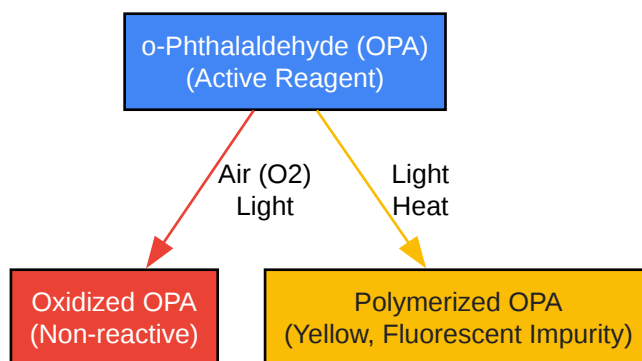 o-Phthalaldehyde (OPA)
(Active Reagent)
Air (O2)
Light
Light
Heat
Oxidized OPA
(Non-reactive)
Polymerized OPA
(Yellow, Fluorescent Impurity)